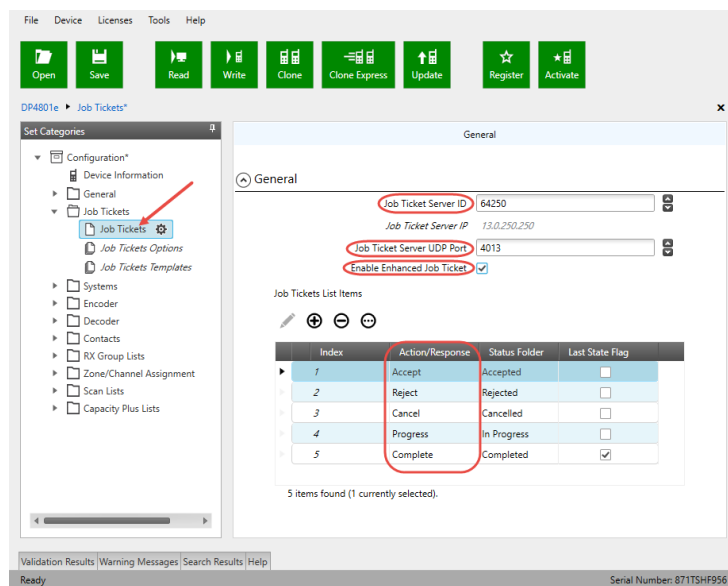 File Device Licenses Tools Help
Open Save Read Write Clone Clone Express Update Register Activate
DP4801e Job Tickets*
Set Categories
Configuration*
Device Information
General
Job Tickets
Job Tickets
Job Tickets Options
Job Tickets Templates
Systems
Encoder
Decoder
Contacts
RX Group Lists
Zone/Channel Assignment
Scan Lists
Capacity Plus Lists
General
General
Job Ticket Server ID 64250
Job Ticket Server IP 13.0.250.250
Job Ticket Server UDP Port 4013
Enable Enhanced Job Ticket
Job Tickets List Items
Index Action/Response Status Folder Last State Flag
1 Accept Accepted
2 Reject Rejected
3 Cancel Cancelled
4 Progress In Progress
5 Complete Completed
5 items found (1 currently selected).
Validation Results Warning Messages Search Results Help
Ready Serial Number: